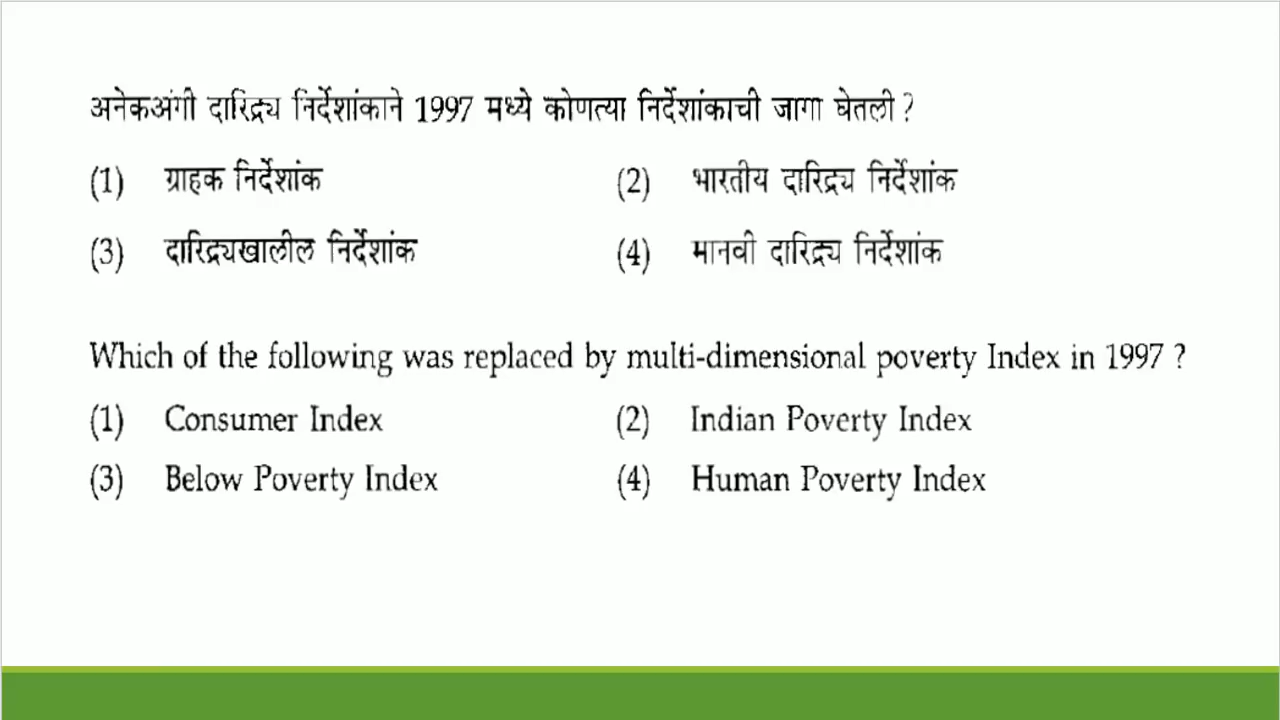 अनेकअंगी दारिद्र्य निर्देशांकाने 1997 मध्ये कोणत्या निर्देशांकाची जागा घेतली ?
(1) ग्राहक निर्देशांक (2) भारतीय दारिद्र्य निर्देशांक
(3) दारिद्र्यखालील निर्देशांक (4) मानवी दारिद्र्य निर्देशांक
Which of the following was replaced by multi-dimensional poverty Index in 1997 ?
(1) Consumer Index (2) Indian Poverty Index
(3) Below Poverty Index (4) Human Poverty Index